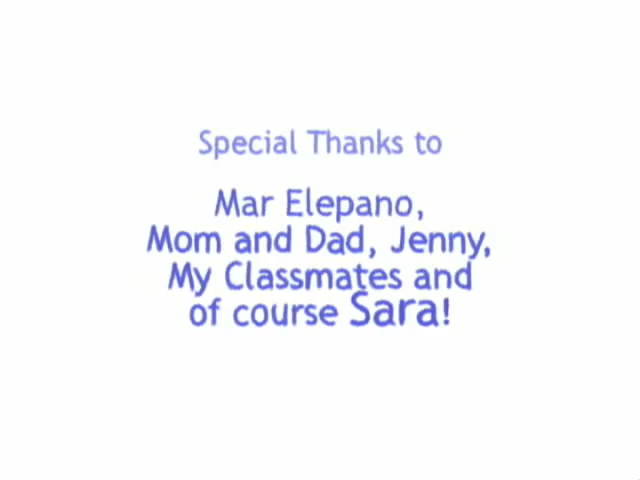 Special Thanks to
Mar Elepano,
Mom and Dad, Jenny,
My Classmates and
of course Sara!